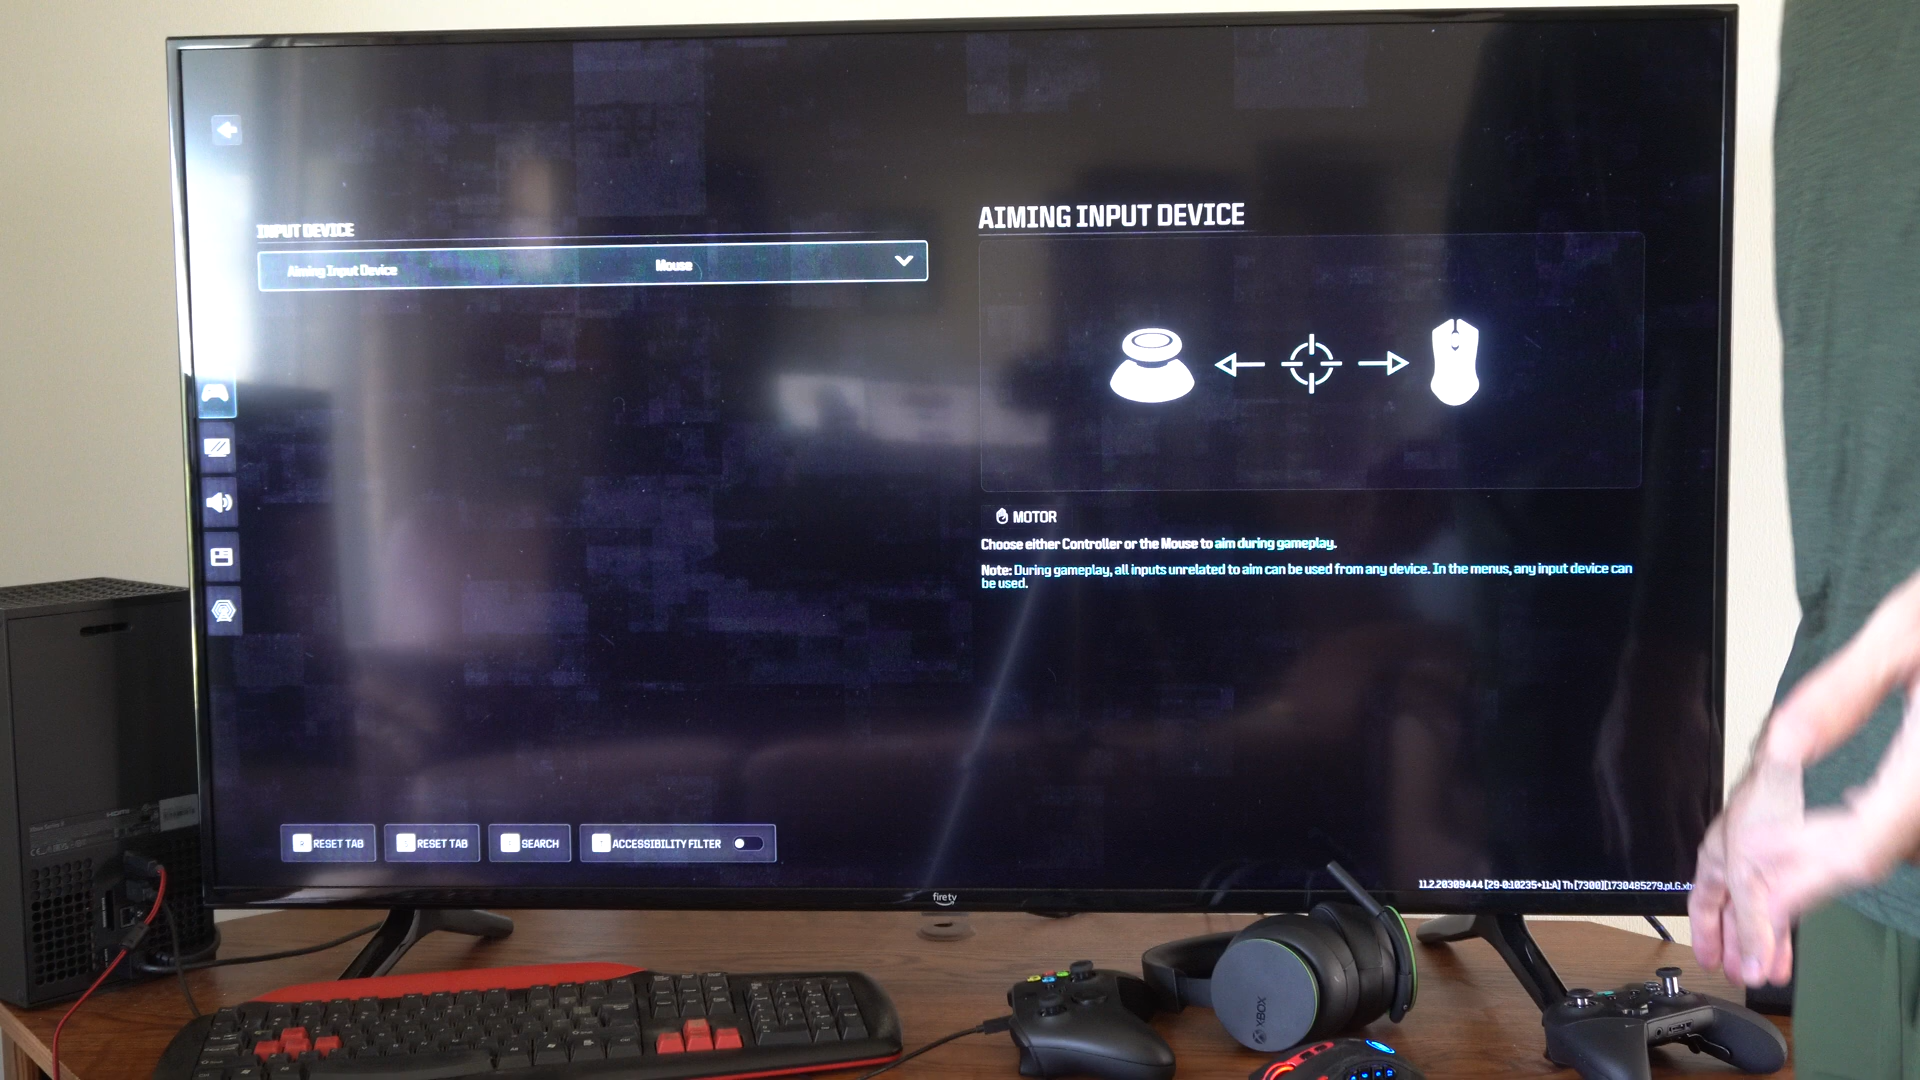 INPUT DEVICE
Aiming Input Device
Mouse
AIMING INPUT DEVICE
MOTOR
Choose either Controller or the Mouse to aim during gameplay.
Note: During gameplay, all inputs unrelated to aim can be used from any device. In the menus, any input device can
be used.
RESET TAB
RESET TAB
SEARCH
ACCESSIBILITY FILTER
fire tv
XBOX